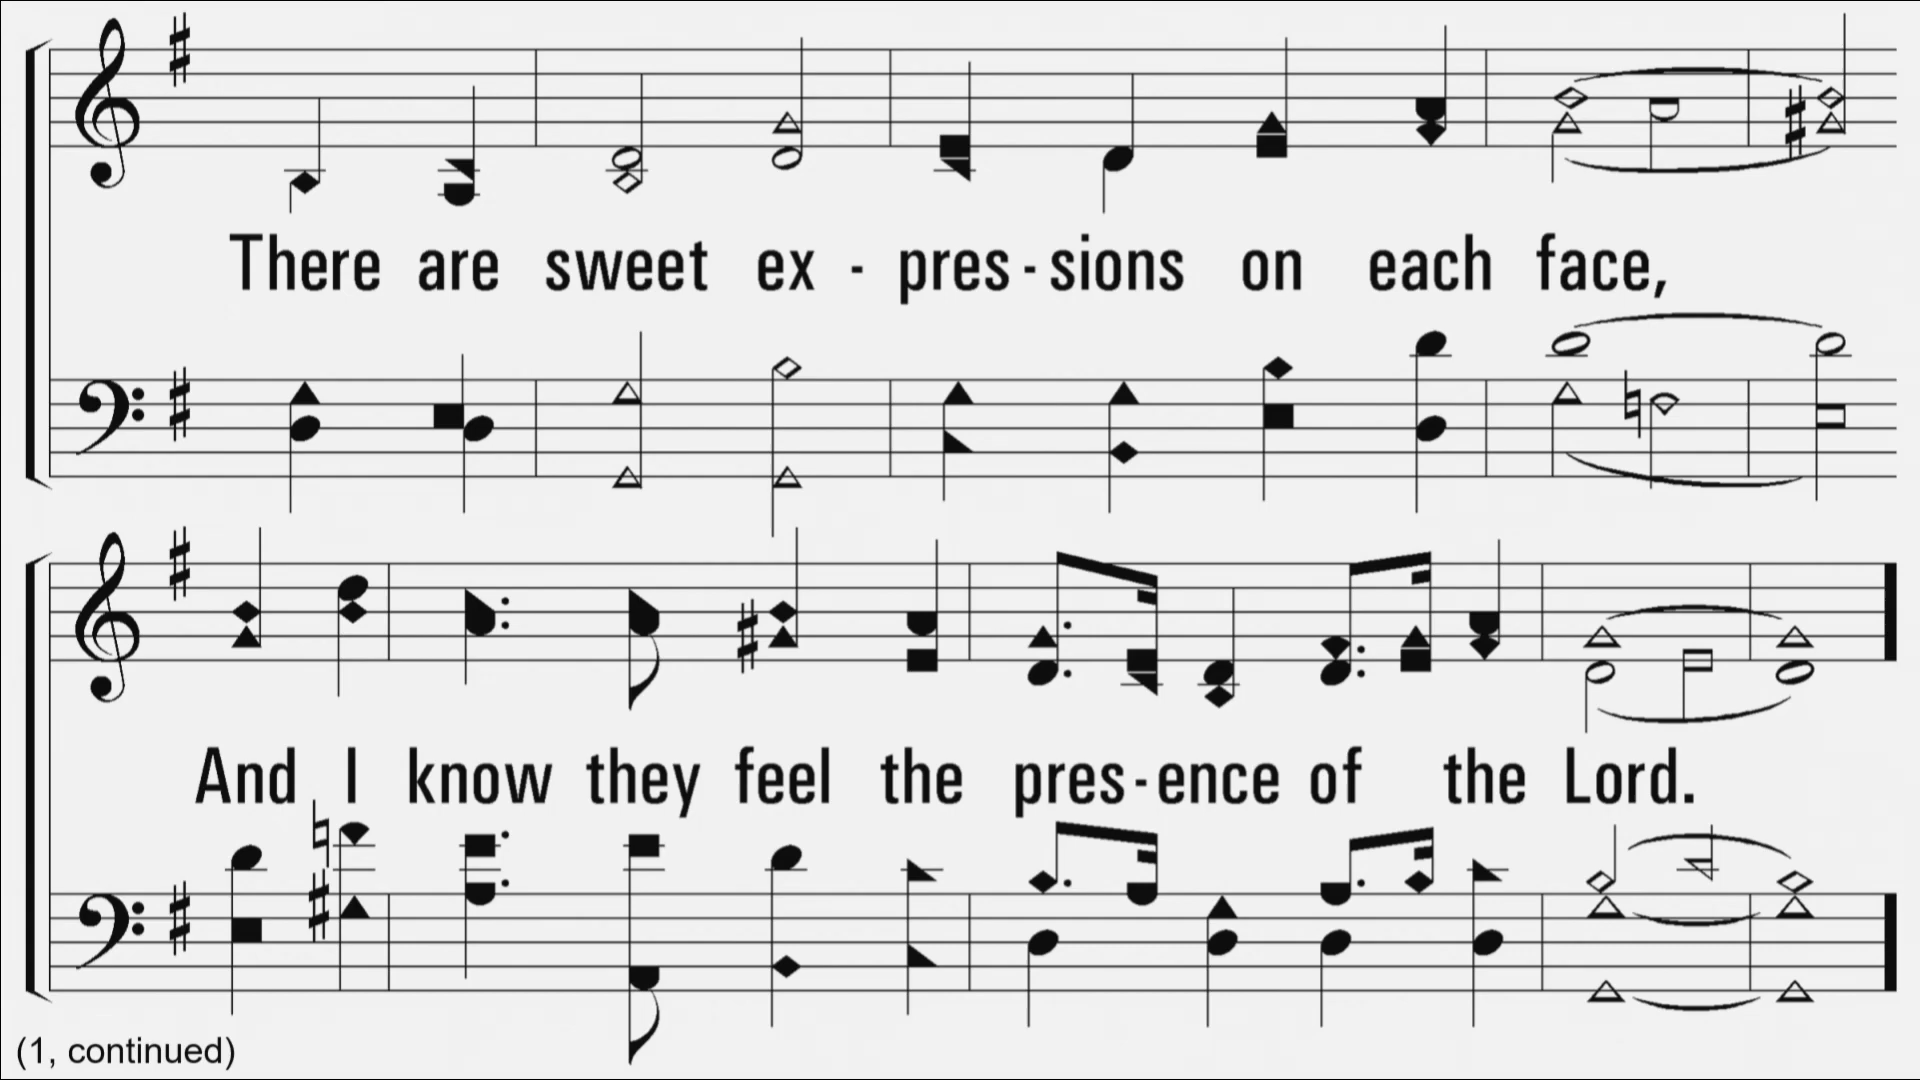 There are sweet ex - pres - sions on each face,
And I know they feel the pres - ence of the Lord.
(1, continued)